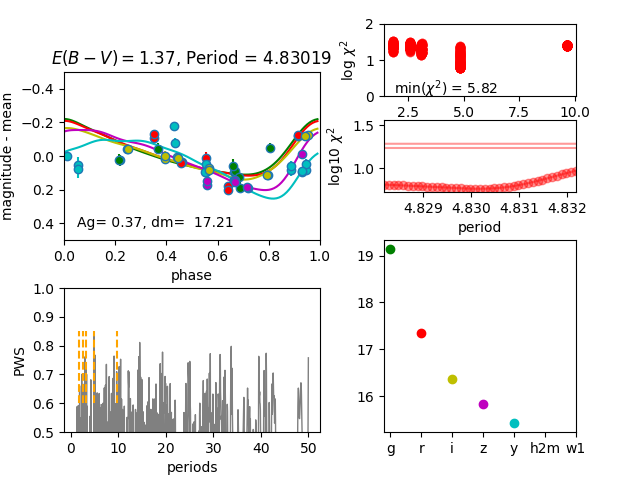 E(B − V) = 1.37, Period = 4.83019
−0.4
−0.2
0.0
0.2
0.4
magnitude - mean
Ag= 0.37, dm=  17.21
0.0 0.2 0.4 0.6 0.8 1.0
phase
2
1
0
log χ²
min(χ²) = 5.82
2.5 5.0 7.5 10.0
1.5
1.0
log10 χ²
4.829 4.830 4.831 4.832
period
1.0
0.9
0.8
0.7
0.6
0.5
PWS
0 10 20 30 40 50
periods
19
18
17
16
g r i z y h2m w1